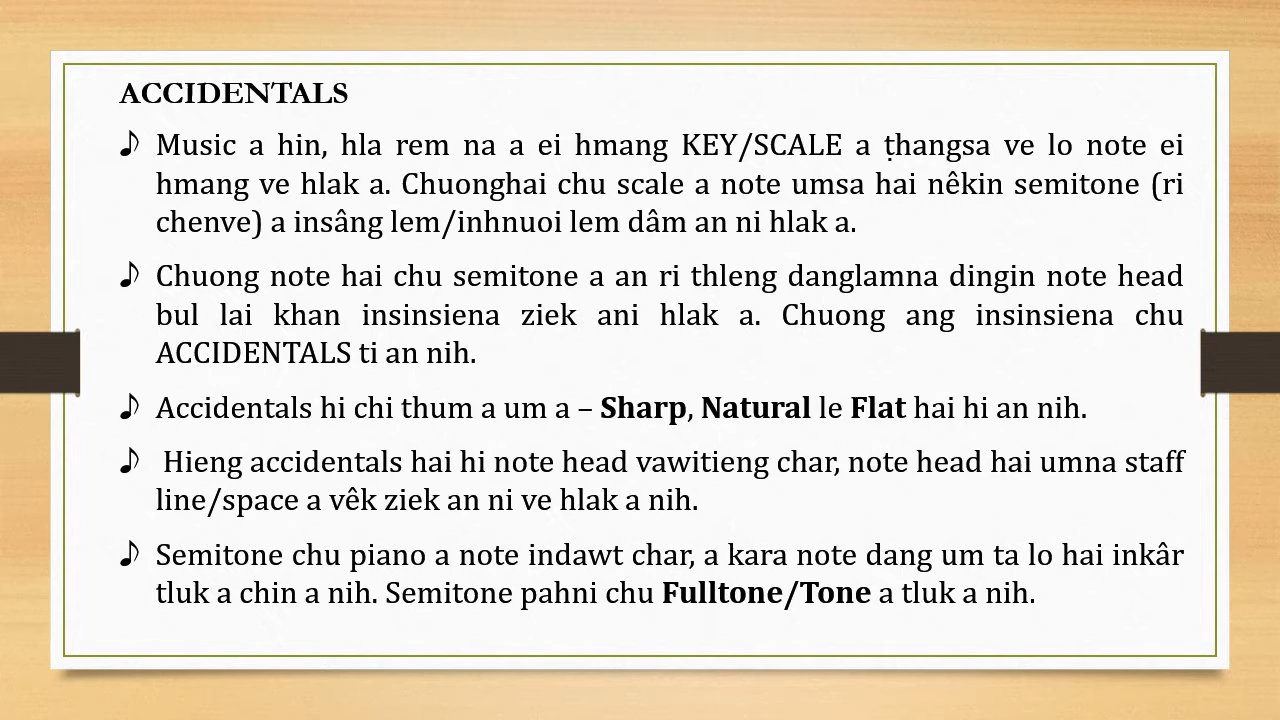 ACCIDENTALS
Music a hin, hla rem na a ei hmang KEY/SCALE a ṭhangsa ve lo note ei
hmang ve hlak a. Chuonghai chu scale a note umsa hai nêkin semitone (ri
chenve) a insâng lem/inhnuoi lem dâm an ni hlak a.
Chuong note hai chu semitone a an ri thleng danglamna dingin note head
bul lai khan insinsiena ziek ani hlak a. Chuong ang insinsiena chu
ACCIDENTALS ti an nih.
Accidentals hi chi thum a um a – Sharp, Natural le Flat hai hi an nih.
Hieng accidentals hai hi note head vawitieng char, note head hai umna staff
line/space a vêk ziek an ni ve hlak a nih.
Semitone chu piano a note indawt char, a kara note dang um ta lo hai inkâr
tluk a chin a nih. Semitone pahni chu Fulltone/Tone a tluk a nih.